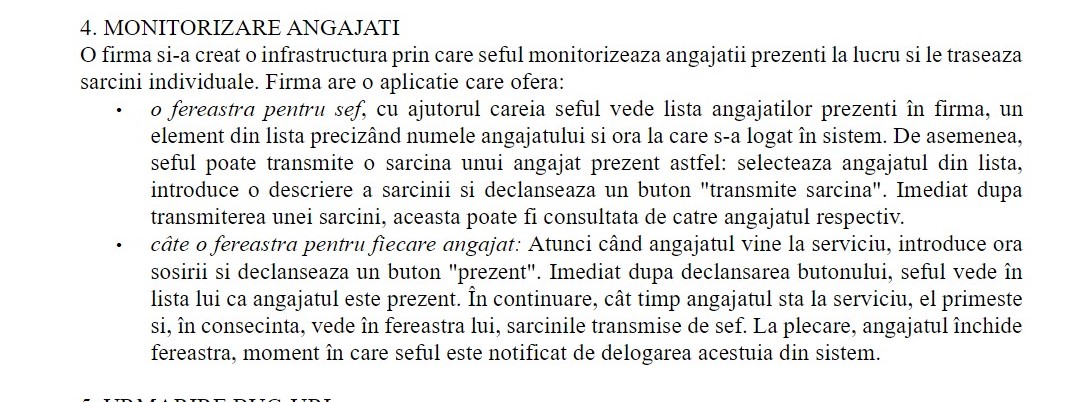 4. MONITORIZARE ANGAJATI
O firma si-a creat o infrastructura prin care seful monitorizeaza angajatii prezenti la lucru si le traseaza
sarcini individuale. Firma are o aplicatie care ofera:
• o fereastra pentru sef, cu ajutorul careia seful vede lista angajatilor prezenti în firma, un
element din lista precizând numele angajatului si ora la care s-a logat în sistem. De asemenea,
seful poate transmite o sarcina unui angajat prezent astfel: selecteaza angajatul din lista,
introduce o descriere a sarcinii si declanseaza un buton "transmite sarcina". Imediat dupa
transmiterea unei sarcini, aceasta poate fi consultata de catre angajatul respectiv.
• câte o fereastra pentru fiecare angajat: Atunci când angajatul vine la serviciu, introduce ora
sosirii si declanseaza un buton "prezent". Imediat dupa declansarea butonului, seful vede în
lista lui ca angajatul este prezent. În continuare, cât timp angajatul sta la serviciu, el primeste
si, în consecinta, vede în fereastra lui, sarcinile transmise de sef. La plecare, angajatul închide
fereastra, moment în care seful este notificat de delogarea acestuia din sistem.